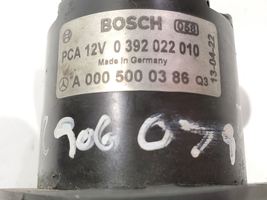 BOSCH 058
PCA 12V 0 392 022 010
Made in Germany
A 000 500 03 86 Q3
13-04-22
906 079